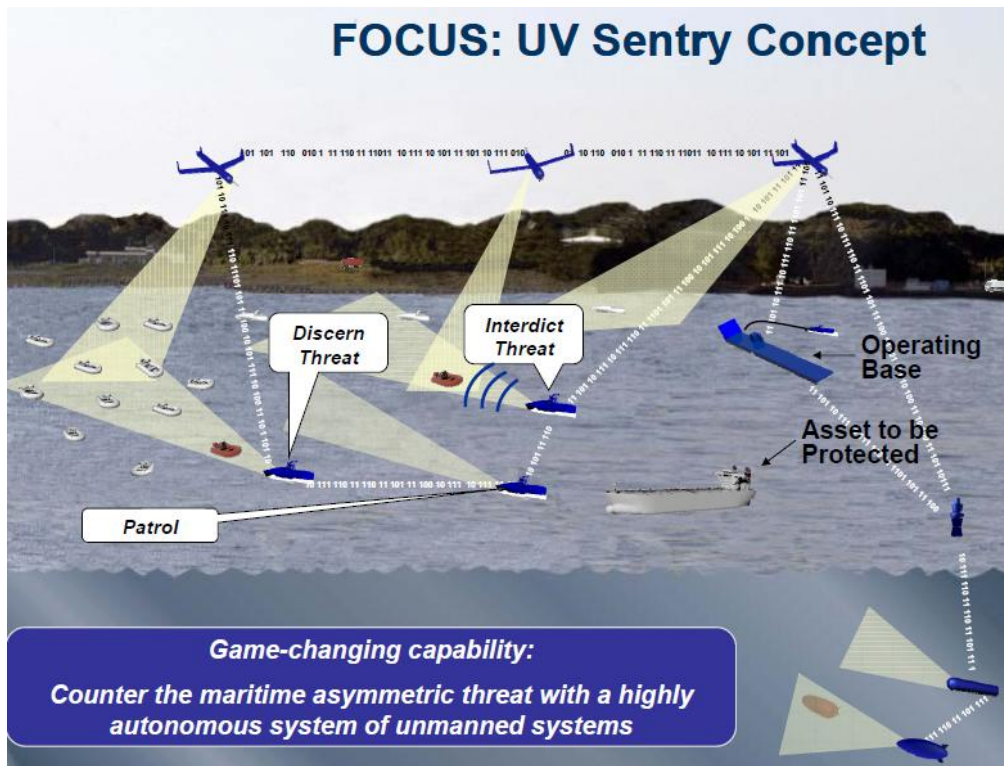 FOCUS: UV Sentry Concept
Discern
Threat
Interdict
Threat
Operating
Base
Asset to be
Protected
Patrol
Game-changing capability:
Counter the maritime asymmetric threat with a highly
autonomous system of unmanned systems